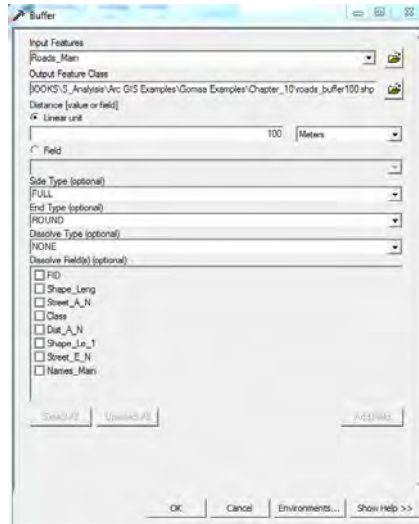 Buffer
Input Features
Roads_Main
Output Feature Class
JOOKS\S_Analysis\Arc GIS Examples\Gomaa Examples\Chapter_10\roads_buffer100.shp
Distance [value or field]
Linear unit
100 Meters
Field
Side Type (optional)
FULL
End Type (optional)
ROUND
Dissolve Type (optional)
NONE
Dissolve Field(s) (optional)
FID
Shape_Leng
Street_A_N
Class
Dist_A_N
Shape_Le_1
Street_E_N
Names_Main
Select All Unselect All Add Field
OK Cancel Environments... Show Help >>